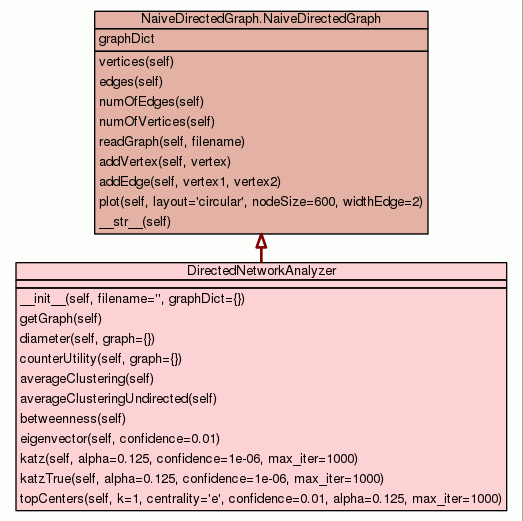 NaiveDirectedGraph.NaiveDirectedGraph
graphDict
vertices(self)
edges(self)
numOfEdges(self)
numOfVertices(self)
readGraph(self, filename)
addVertex(self, vertex)
addEdge(self, vertex1, vertex2)
plot(self, layout='circular', nodeSize=600, widthEdge=2)
__str__(self)
DirectedNetworkAnalyzer
__init__(self, filename='', graphDict={})
getGraph(self)
diameter(self, graph={})
counterUtility(self, graph={})
averageClustering(self)
averageClusteringUndirected(self)
betweenness(self)
eigenvector(self, confidence=0.01)
katz(self, alpha=0.125, confidence=1e-06, max_iter=1000)
katzTrue(self, alpha=0.125, confidence=1e-06, max_iter=1000)
topCenters(self, k=1, centrality='e', confidence=0.01, alpha=0.125, max_iter=1000)